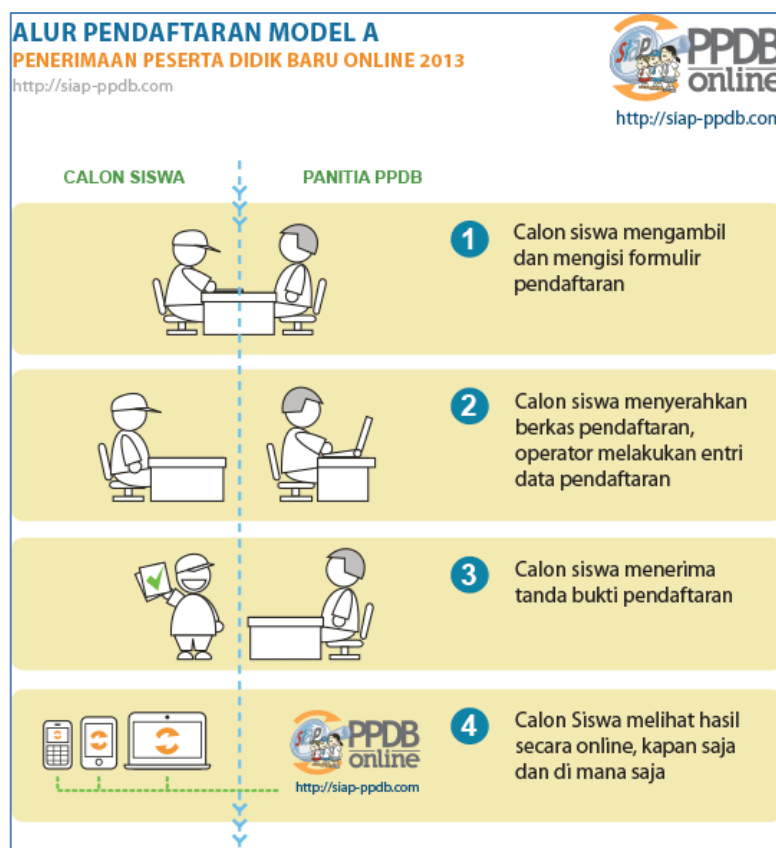 ALUR PENDAFTARAN MODEL A
PENERIMAAN PESERTA DIDIK BARU ONLINE 2013
http://siap-ppdb.com
SIAP PPDB
online
http://siap-ppdb.com
CALON SISWA
PANITIA PPDB
1
Calon siswa mengambil
dan mengisi formulir
pendaftaran
2
Calon siswa menyerahkan
berkas pendaftaran,
operator melakukan entri
data pendaftaran
3
Calon siswa menerima
tanda bukti pendaftaran
SIAP PPDB
online
http://siap-ppdb.com
4
Calon Siswa melihat hasil
secara online, kapan saja
dan di mana saja